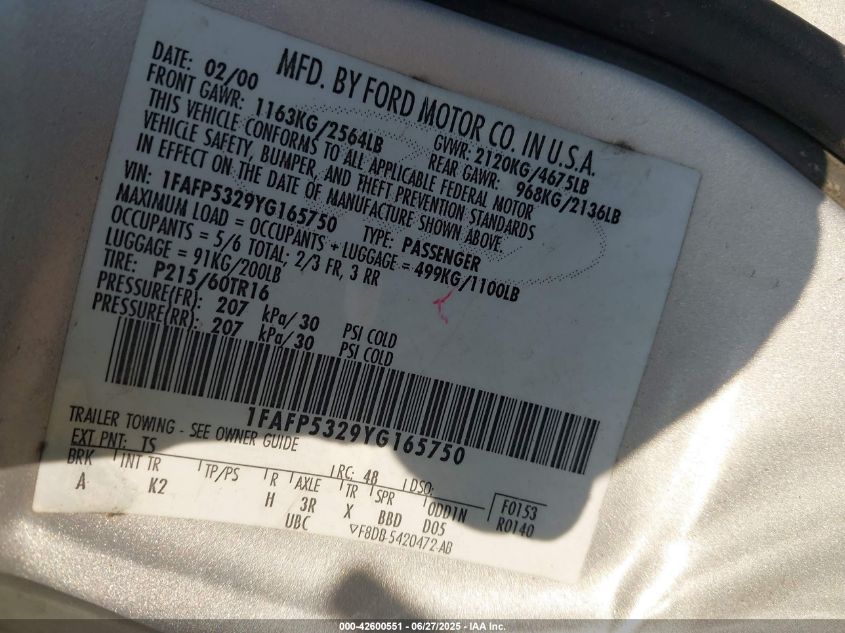 MFD. BY FORD MOTOR CO. IN U.S.A.
DATE: 02/00 GVWR: 2120KG/4675LB
FRONT GAWR: 1163KG/2564LB REAR GAWR: 968KG/2136LB
THIS VEHICLE CONFORMS TO ALL APPLICABLE FEDERAL MOTOR
VEHICLE SAFETY, BUMPER, AND THEFT PREVENTION STANDARDS
IN EFFECT ON THE DATE OF MANUFACTURE SHOWN ABOVE.
VIN: 1FAFP5329YG165750 TYPE: PASSENGER
MAXIMUM LOAD = OCCUPANTS + LUGGAGE = 499KG/1100LB
OCCUPANTS = 5/6 TOTAL: 2/3 FR, 3 RR
LUGGAGE = 91KG/200LB
TIRE: P215/60TR16
PRESSURE(FR): 207 kPa/30 PSI COLD
PRESSURE(RR): 207 kPa/30 PSI COLD
1FAFP5329YG165750
TRAILER TOWING - SEE OWNER GUIDE
EXT PNT: TS RC: 48 DSO:
BRK INT TR TP/PS R AXLE TR SPR ODD1N F0153
A K2 H 3R X BBD D05 R0140
UBC ▽F8DB-5420472-AB
000-42600551 - 06/27/2025 - IAA Inc.